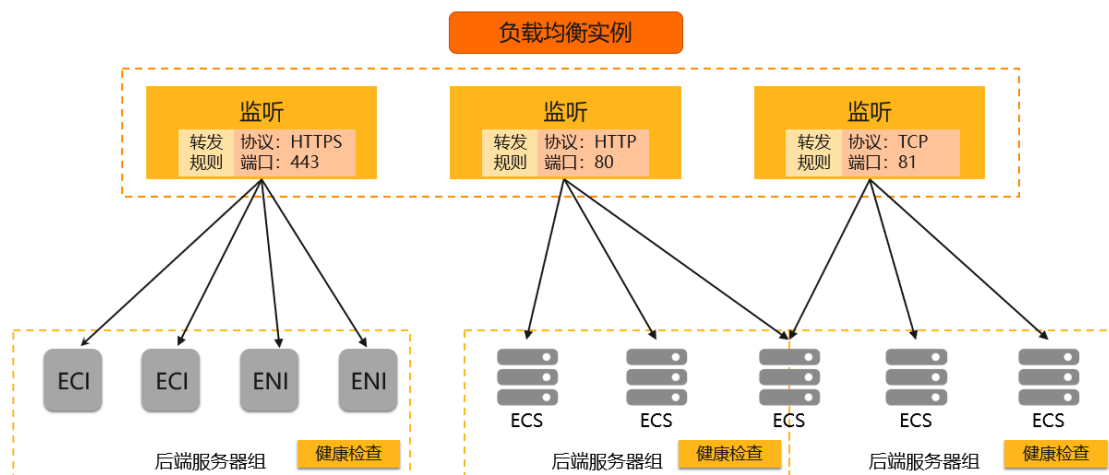 负载均衡实例
监听
转发
规则
协议：HTTPS
端口：443
监听
转发
规则
协议：HTTP
端口：80
监听
转发
规则
协议：TCP
端口：81
ECI
ECI
ENI
ENI
后端服务器组
健康检查
ECS
ECS
ECS
ECS
ECS
后端服务器组
健康检查
后端服务器组
健康检查